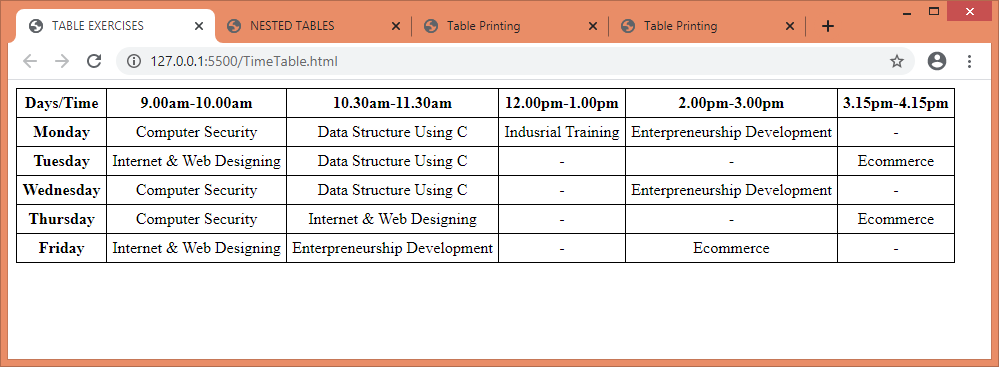 TABLE EXERCISES NESTED TABLES Table Printing Table Printing
127.0.0.1:5500/TimeTable.html
Days/Time 9.00am-10.00am 10.30am-11.30am 12.00pm-1.00pm 2.00pm-3.00pm 3.15pm-4.15pm
Monday Computer Security Data Structure Using C Indusrial Training Enterpreneurship Development -
Tuesday Internet & Web Designing Data Structure Using C - - Ecommerce
Wednesday Computer Security Data Structure Using C - Enterpreneurship Development -
Thursday Computer Security Internet & Web Designing - - Ecommerce
Friday Internet & Web Designing Enterpreneurship Development - Ecommerce -